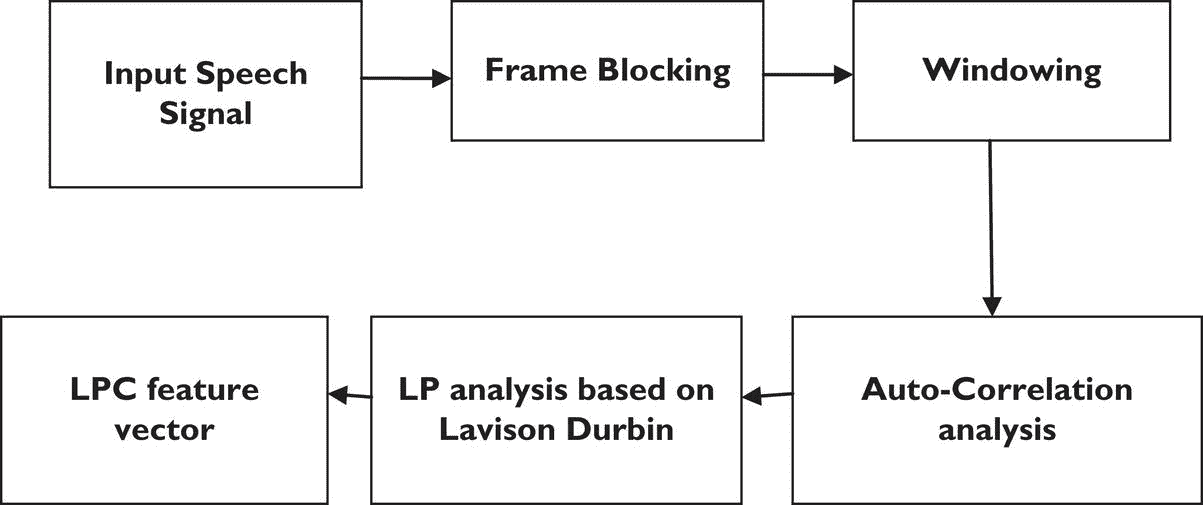 Input Speech
Signal
Frame Blocking
Windowing
Auto-Correlation
analysis
LP analysis based on
Lavison Durbin
LPC feature
vector